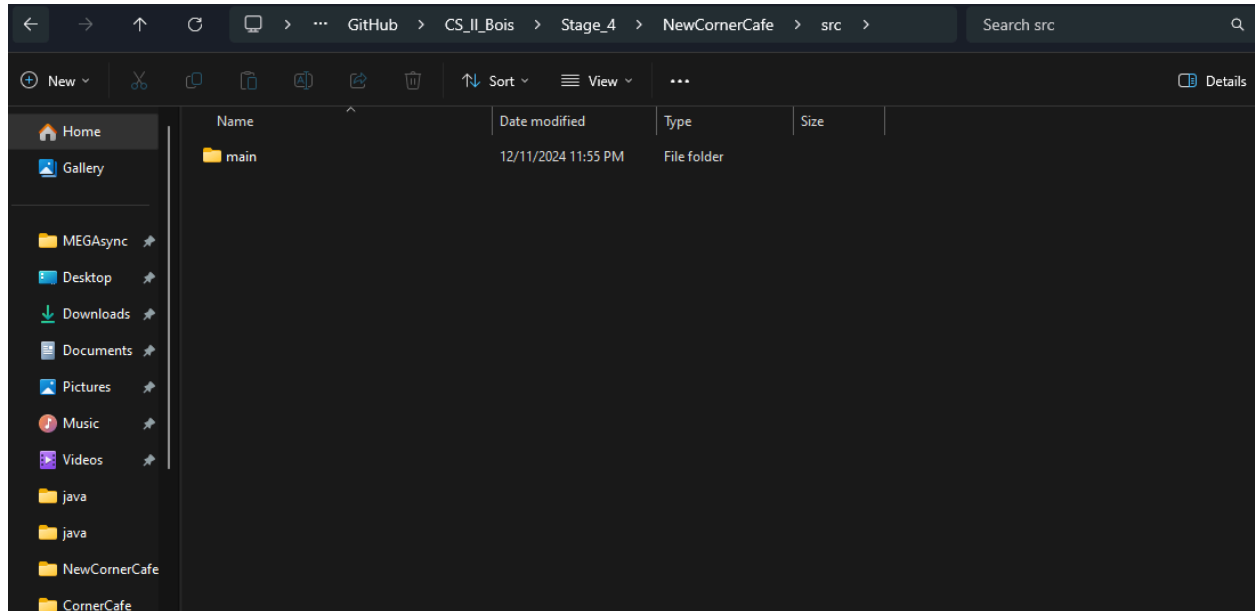 … GitHub > CS_II_Bois > Stage_4 > NewCornerCafe > src >
Search src
New
Sort
View
Details
Name Date modified Type Size
main 12/11/2024 11:55 PM File folder
Home
Gallery
MEGAsync
Desktop
Downloads
Documents
Pictures
Music
Videos
java
java
NewCornerCafe
CornerCafe